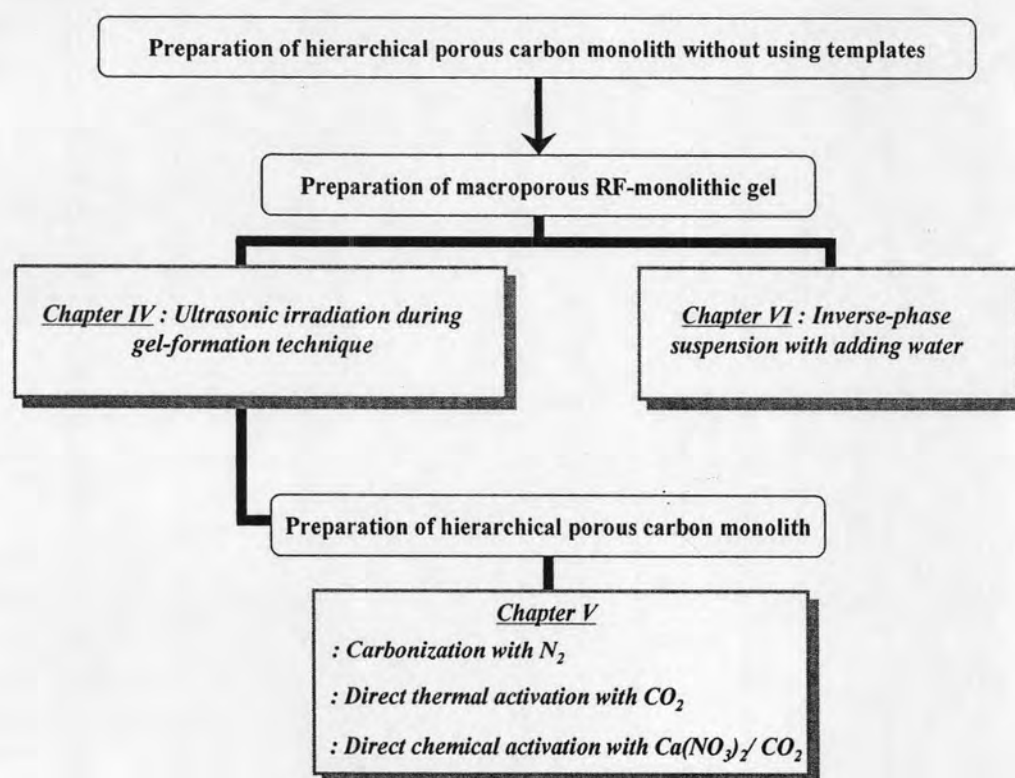 Preparation of hierarchical porous carbon monolith without using templates
Preparation of macroporous RF-monolithic gel
Chapter IV : Ultrasonic irradiation during
gel-formation technique
Chapter VI : Inverse-phase
suspension with adding water
Preparation of hierarchical porous carbon monolith
Chapter V
: Carbonization with N₂
: Direct thermal activation with CO₂
: Direct chemical activation with Ca(NO₃)₂/ CO₂